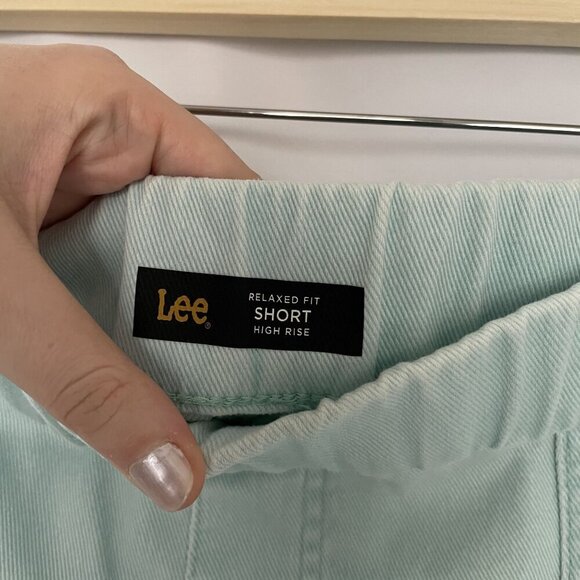 Lee®
RELAXED FIT
SHORT
HIGH RISE